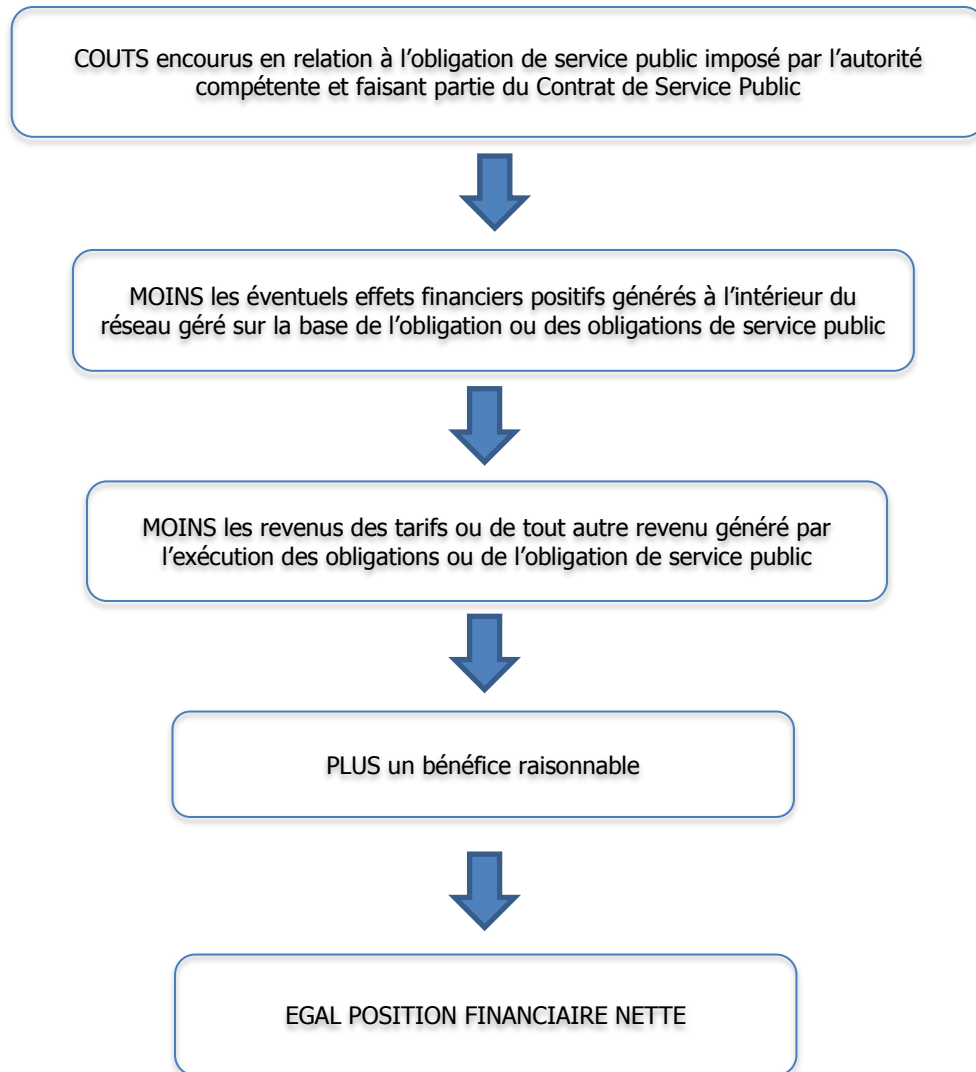 COUTS encourus en relation à l’obligation de service public imposé par l’autorité
compétente et faisant partie du Contrat de Service Public
MOINS les éventuels effets financiers positifs générés à l’intérieur du
réseau géré sur la base de l’obligation ou des obligations de service public
MOINS les revenus des tarifs ou de tout autre revenu généré par
l’exécution des obligations ou de l’obligation de service public
PLUS un bénéfice raisonnable
EGAL POSITION FINANCIAIRE NETTE